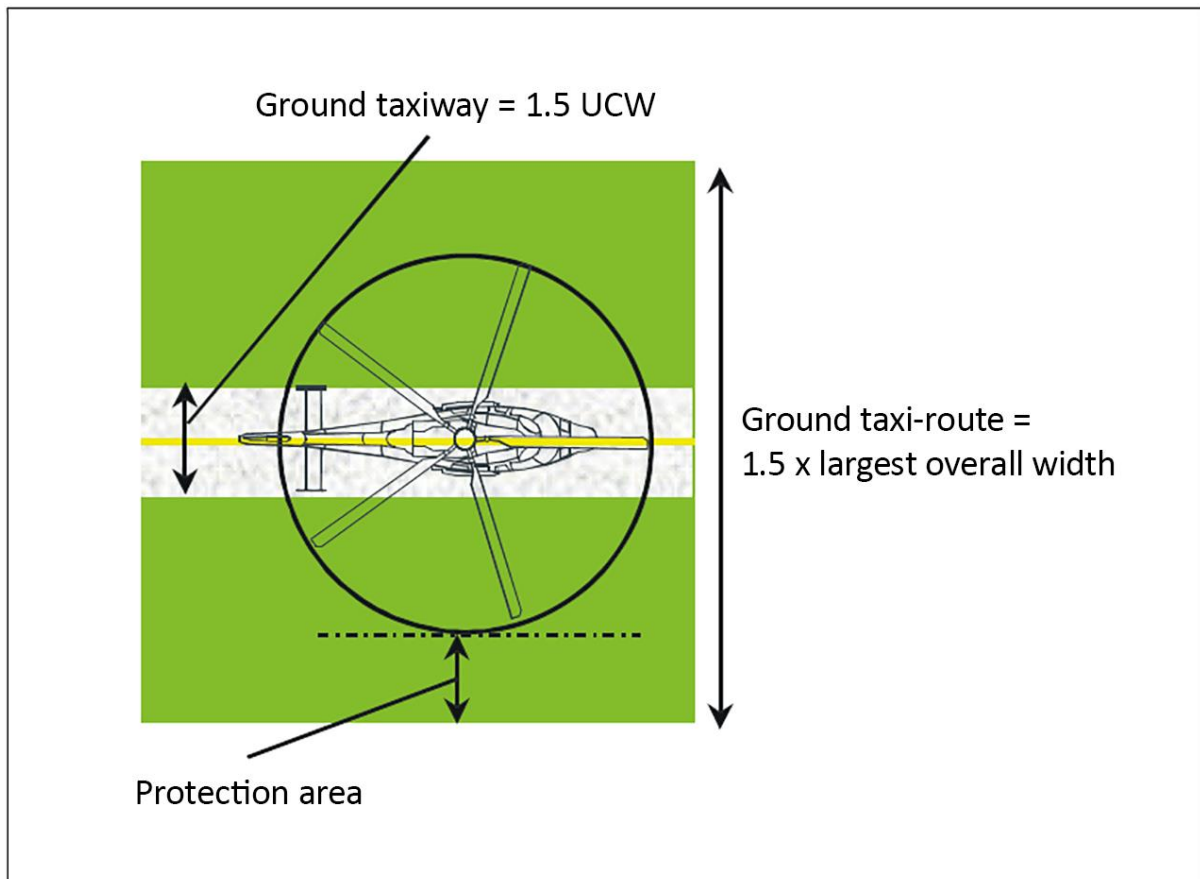 Ground taxiway = 1.5 UCW
Ground taxi-route =
1.5 x largest overall width
Protection area